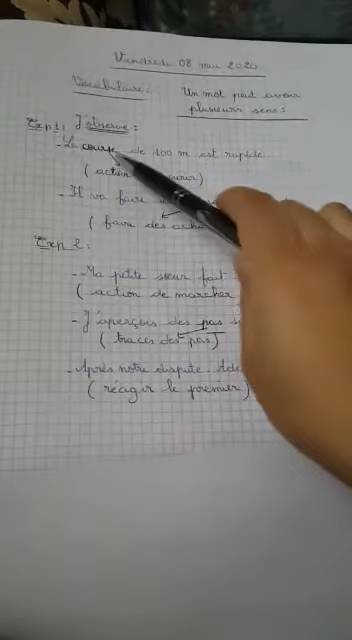 Vendredi 08 mai 2020
Vocabulaire: Un mot peut avoir
plusieurs sens:
Exp 1: J'observe:
- La course de 100 m est rapide.
(action
- Il va faire
(faire des acha
Exp 2:
- Ma petite sœur fait
(action de marcher
- J'aperçois des pas
(traces des pas)
- Après notre dispute. Ade
(réagir le premier)